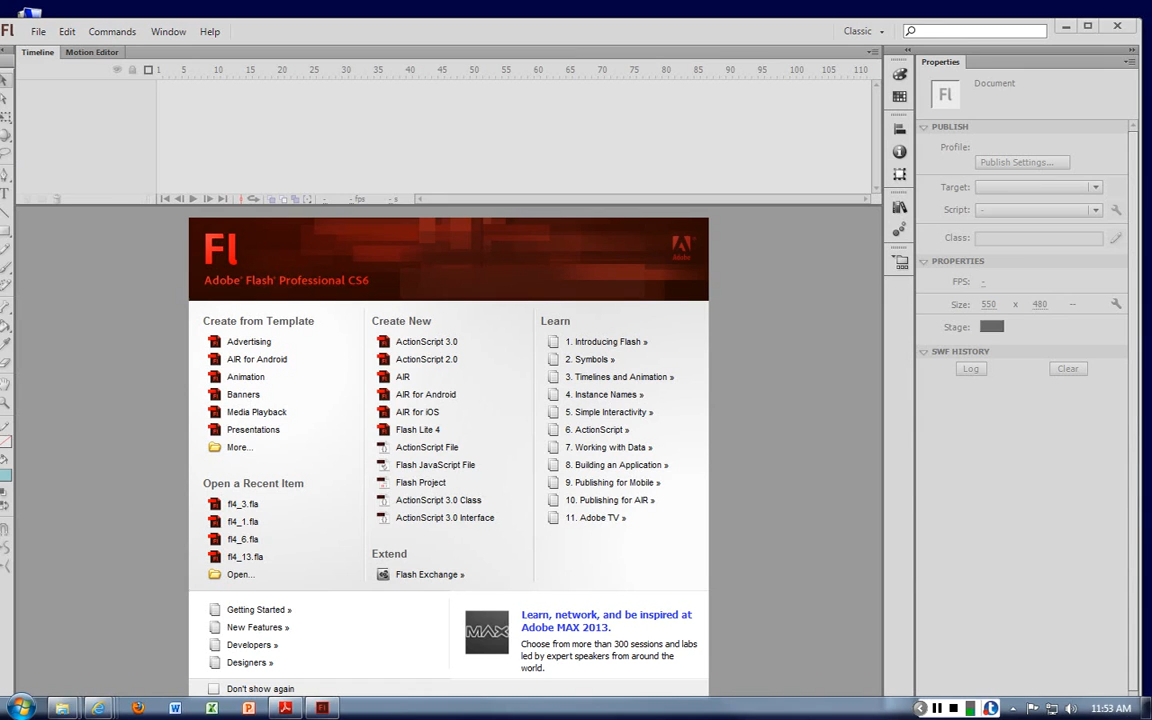 Fl
File Edit Commands Window Help
Classic
Timeline Motion Editor
1 5 10 15 20 25 30 35 40 45 50 55 60 65 70 75 80 85 90 95 100 105 110
- - fps - s
Properties
Fl Document
PUBLISH
Profile:
Publish Settings...
Target:
Script: -
Class:
PROPERTIES
FPS: -
Size: 550 x 480 --
Stage:
SWF HISTORY
Log Clear
Fl
Adobe® Flash® Professional CS6
Adobe
Create from Template
Advertising
AIR for Android
Animation
Banners
Media Playback
Presentations
More...
Open a Recent Item
fl4_3.fla
fl4_1.fla
fl4_6.fla
fl4_13.fla
Open...
Create New
ActionScript 3.0
ActionScript 2.0
AIR
AIR for Android
AIR for iOS
Flash Lite 4
ActionScript File
Flash JavaScript File
Flash Project
ActionScript 3.0 Class
ActionScript 3.0 Interface
Extend
Flash Exchange »
Learn
1. Introducing Flash »
2. Symbols »
3. Timelines and Animation »
4. Instance Names »
5. Simple Interactivity »
6. ActionScript »
7. Working with Data »
8. Building an Application »
9. Publishing for Mobile »
10. Publishing for AIR »
11. Adobe TV »
Getting Started »
New Features »
Developers »
Designers »
MAX
Learn, network, and be inspired at
Adobe MAX 2013.
Choose from more than 300 sessions and labs
led by expert speakers from around the
world.
Don't show again
11:53 AM